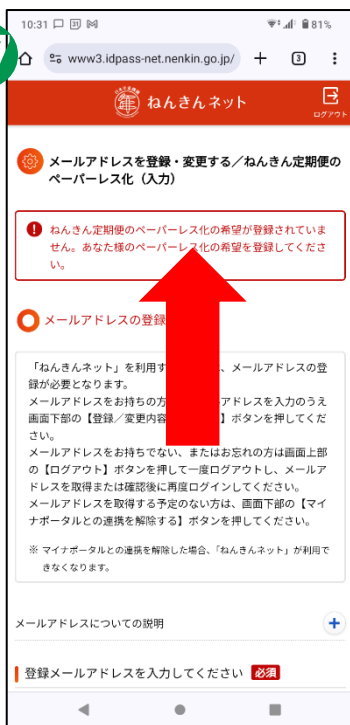 10:31 31 81%
www3.idpass-net.nenkin.go.jp/ 3
ねんきんネット
ログアウト
メールアドレスを登録・変更する／ねんきん定期便の
ペーパーレス化（入力）
ねんきん定期便のペーパーレス化の希望が登録されていま
せん。あなた様のペーパーレス化の希望を登録してくださ
い。
メールアドレスの登録
「ねんきんネット」を利用す 、メールアドレスの登
録が必要となります。
メールアドレスをお持ちの方 アドレスを入力のうえ
画面下部の【登録／変更内容 】ボタンを押してくだ
さい。
メールアドレスをお持ちでない、またはお忘れの方は画面上部
の【ログアウト】ボタンを押して一度ログアウトし、メールア
ドレスを取得または確認後に再度ログインしてください。
メールアドレスを取得する予定のない方は、画面下部の【マイ
ナポータルとの連携を解除する】ボタンを押してください。
※ マイナポータルとの連携を解除した場合、「ねんきんネット」が利用で
きなくなります。
メールアドレスについての説明
登録メールアドレスを入力してください 必須